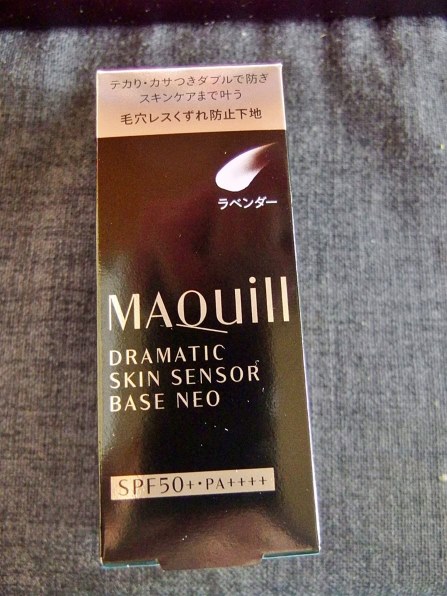 テカリ・カサつきダブルで防ぎ
スキンケアまで叶う
毛穴レスくずれ防止下地
ラベンダー
MAQuill
DRAMATIC
SKIN SENSOR
BASE NEO
SPF50+・PA++++